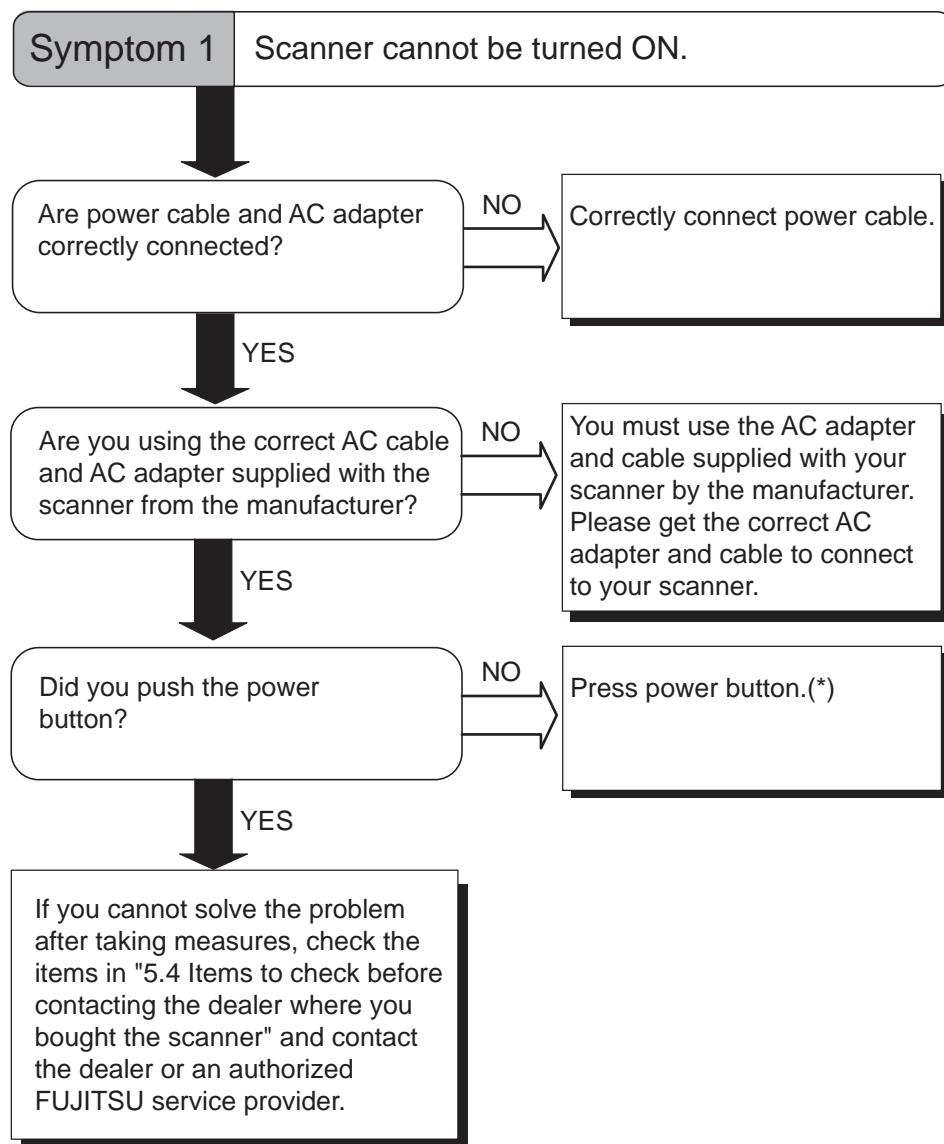 Symptom 1 Scanner cannot be turned ON.
Are power cable and AC adapter
correctly connected?
NO
Correctly connect power cable.
YES
Are you using the correct AC cable
and AC adapter supplied with the
scanner from the manufacturer?
NO
You must use the AC adapter
and cable supplied with your
scanner by the manufacturer.
Please get the correct AC
adapter and cable to connect
to your scanner.
YES
Did you push the power
button?
NO
Press power button.(*)
YES
If you cannot solve the problem
after taking measures, check the
items in "5.4 Items to check before
contacting the dealer where you
bought the scanner" and contact
the dealer or an authorized
FUJITSU service provider.